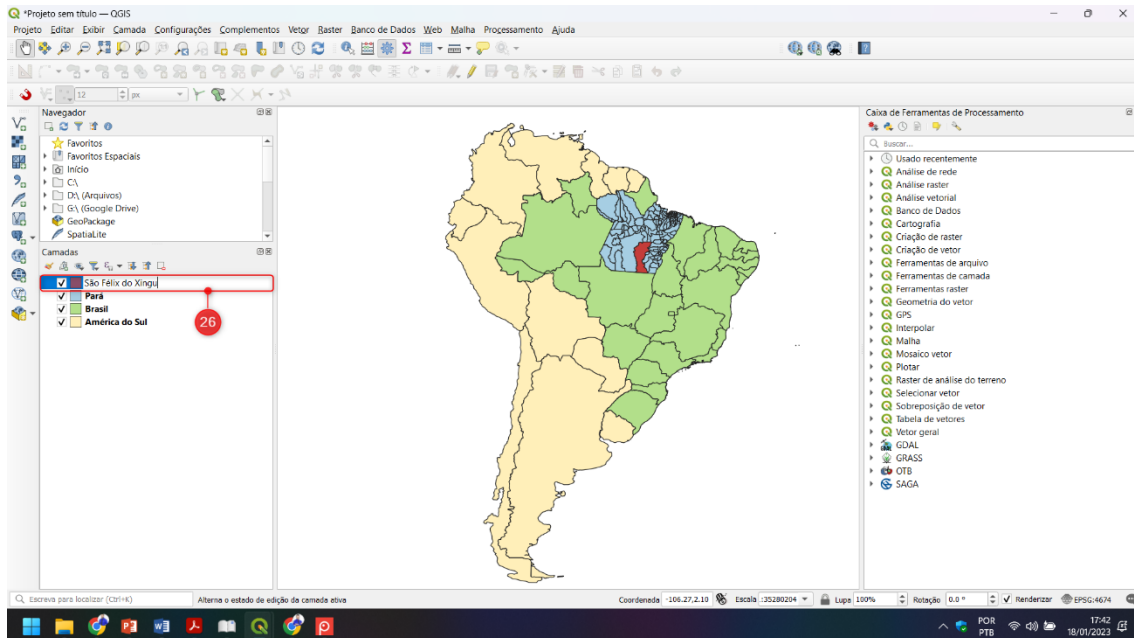 *Projeto sem título — QGIS
Projeto Editar Exibir Camada Configurações Complementos Vetor Raster Banco de Dados Web Malha Processamento Ajuda
12 px
Navegador
Favoritos
Favoritos Espaciais
Início
C:\
D:\ (Arquivos)
G:\ (Google Drive)
GeoPackage
SpatiaLite
Camadas
São Félix do Xingu
Pará
Brasil
América do Sul
26
Caixa de Ferramentas de Processamento
Buscar...
Usado recentemente
Análise de rede
Análise raster
Análise vetorial
Banco de Dados
Cartografia
Criação de raster
Criação de vetor
Ferramentas de arquivo
Ferramentas de camada
Ferramentas raster
Geometria do vetor
GPS
Interpolar
Malha
Mosaico vetor
Plotar
Raster de análise do terreno
Selecionar vetor
Sobreposição de vetor
Tabela de vetores
Vetor geral
GDAL
GRASS
OTB
SAGA
Escreva para localizar (Ctrl+K) Alterna o estado de edição da camada ativa Coordenada -106.27,2.10 Escala :35280204 Lupa 100% Rotação 0.0 ° Renderizar EPSG:4674
POR
PTB
17:42
18/01/2023